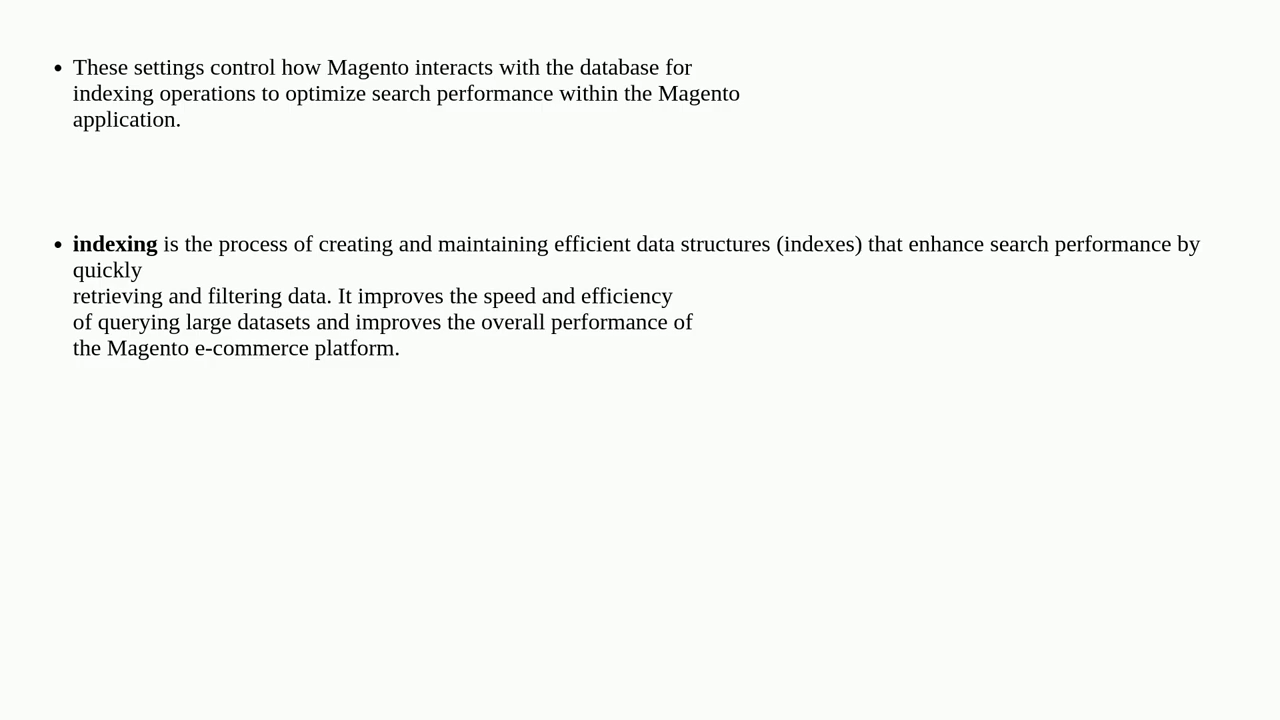 • These settings control how Magento interacts with the database for
indexing operations to optimize search performance within the Magento
application.
• indexing is the process of creating and maintaining efficient data structures (indexes) that enhance search performance by
quickly
retrieving and filtering data. It improves the speed and efficiency
of querying large datasets and improves the overall performance of
the Magento e-commerce platform.